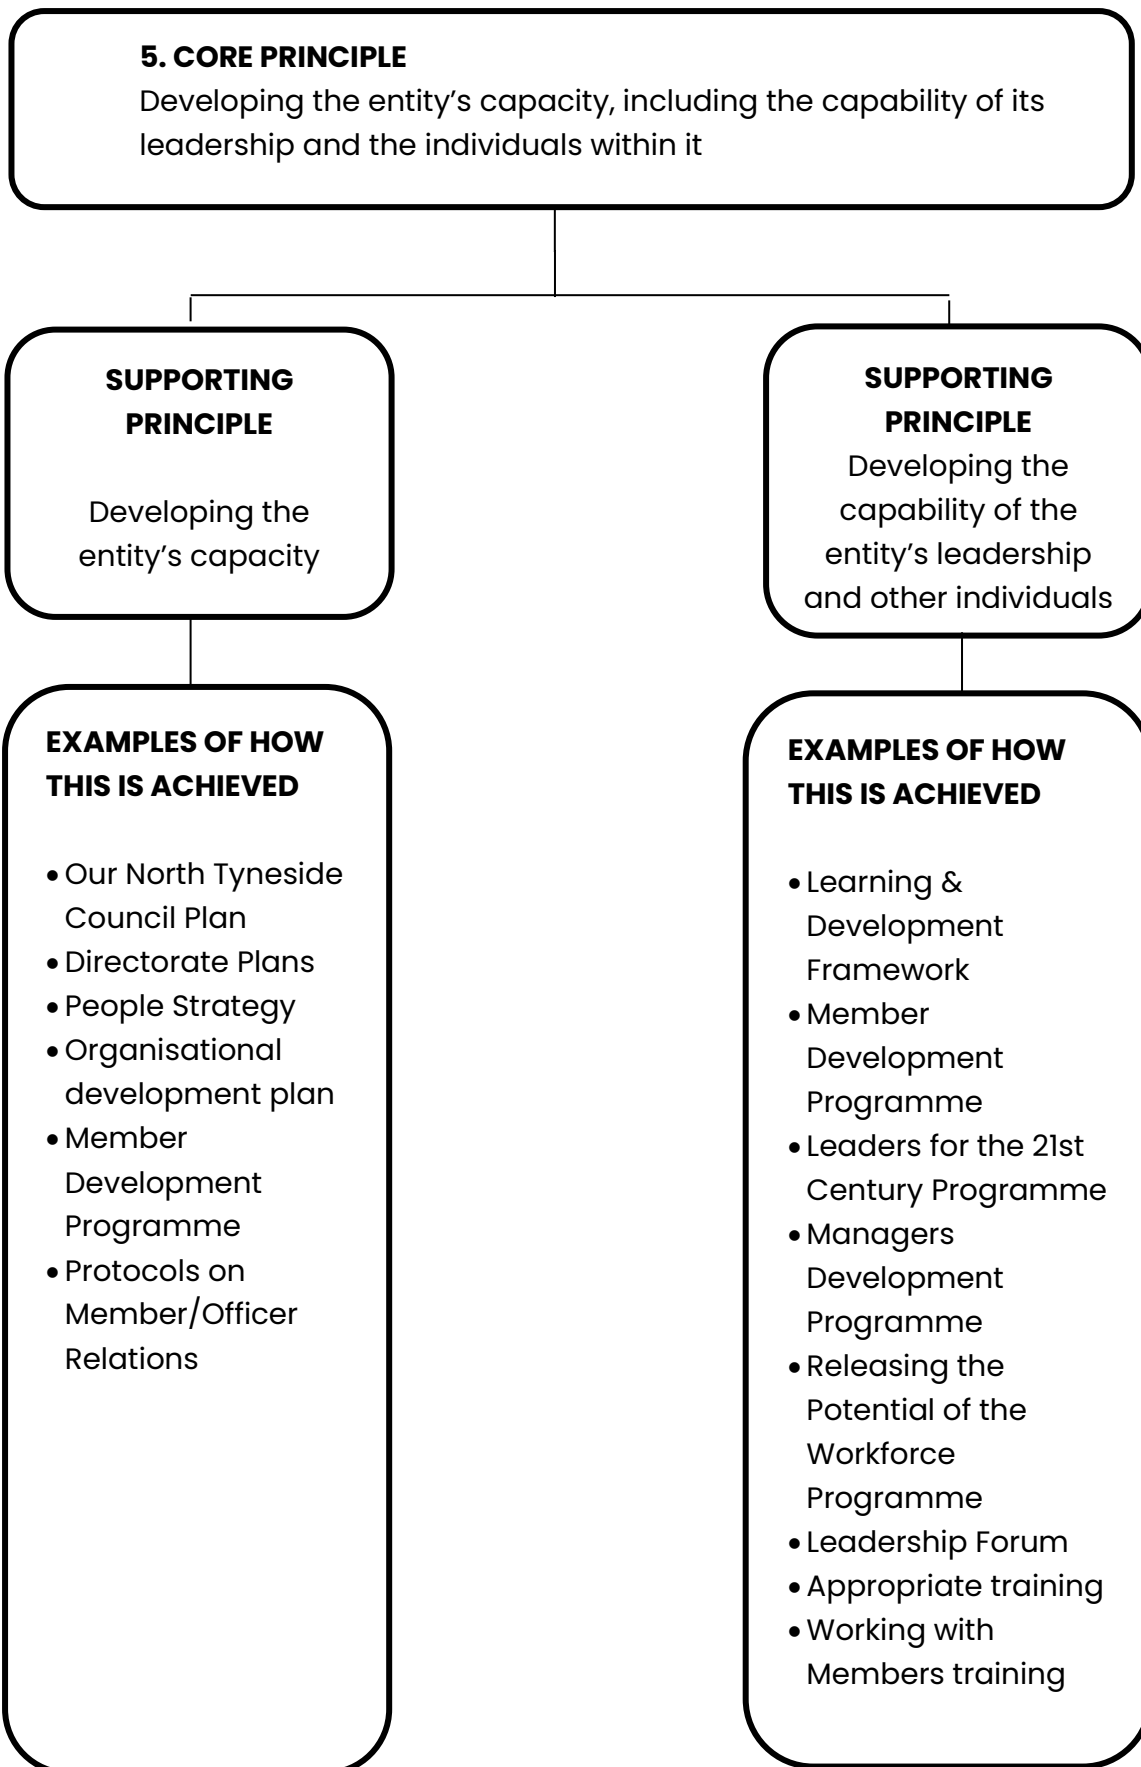 5. CORE PRINCIPLE
Developing the entity’s capacity, including the capability of its
leadership and the individuals within it
SUPPORTING
PRINCIPLE
Developing the
entity’s capacity
SUPPORTING
PRINCIPLE
Developing the
capability of the
entity’s leadership
and other individuals
EXAMPLES OF HOW
THIS IS ACHIEVED
• Our North Tyneside
Council Plan
• Directorate Plans
• People Strategy
• Organisational
development plan
• Member
Development
Programme
• Protocols on
Member/Officer
Relations
EXAMPLES OF HOW
THIS IS ACHIEVED
• Learning &
Development
Framework
• Member
Development
Programme
• Leaders for the 21st
Century Programme
• Managers
Development
Programme
• Releasing the
Potential of the
Workforce
Programme
• Leadership Forum
• Appropriate training
• Working with
Members training